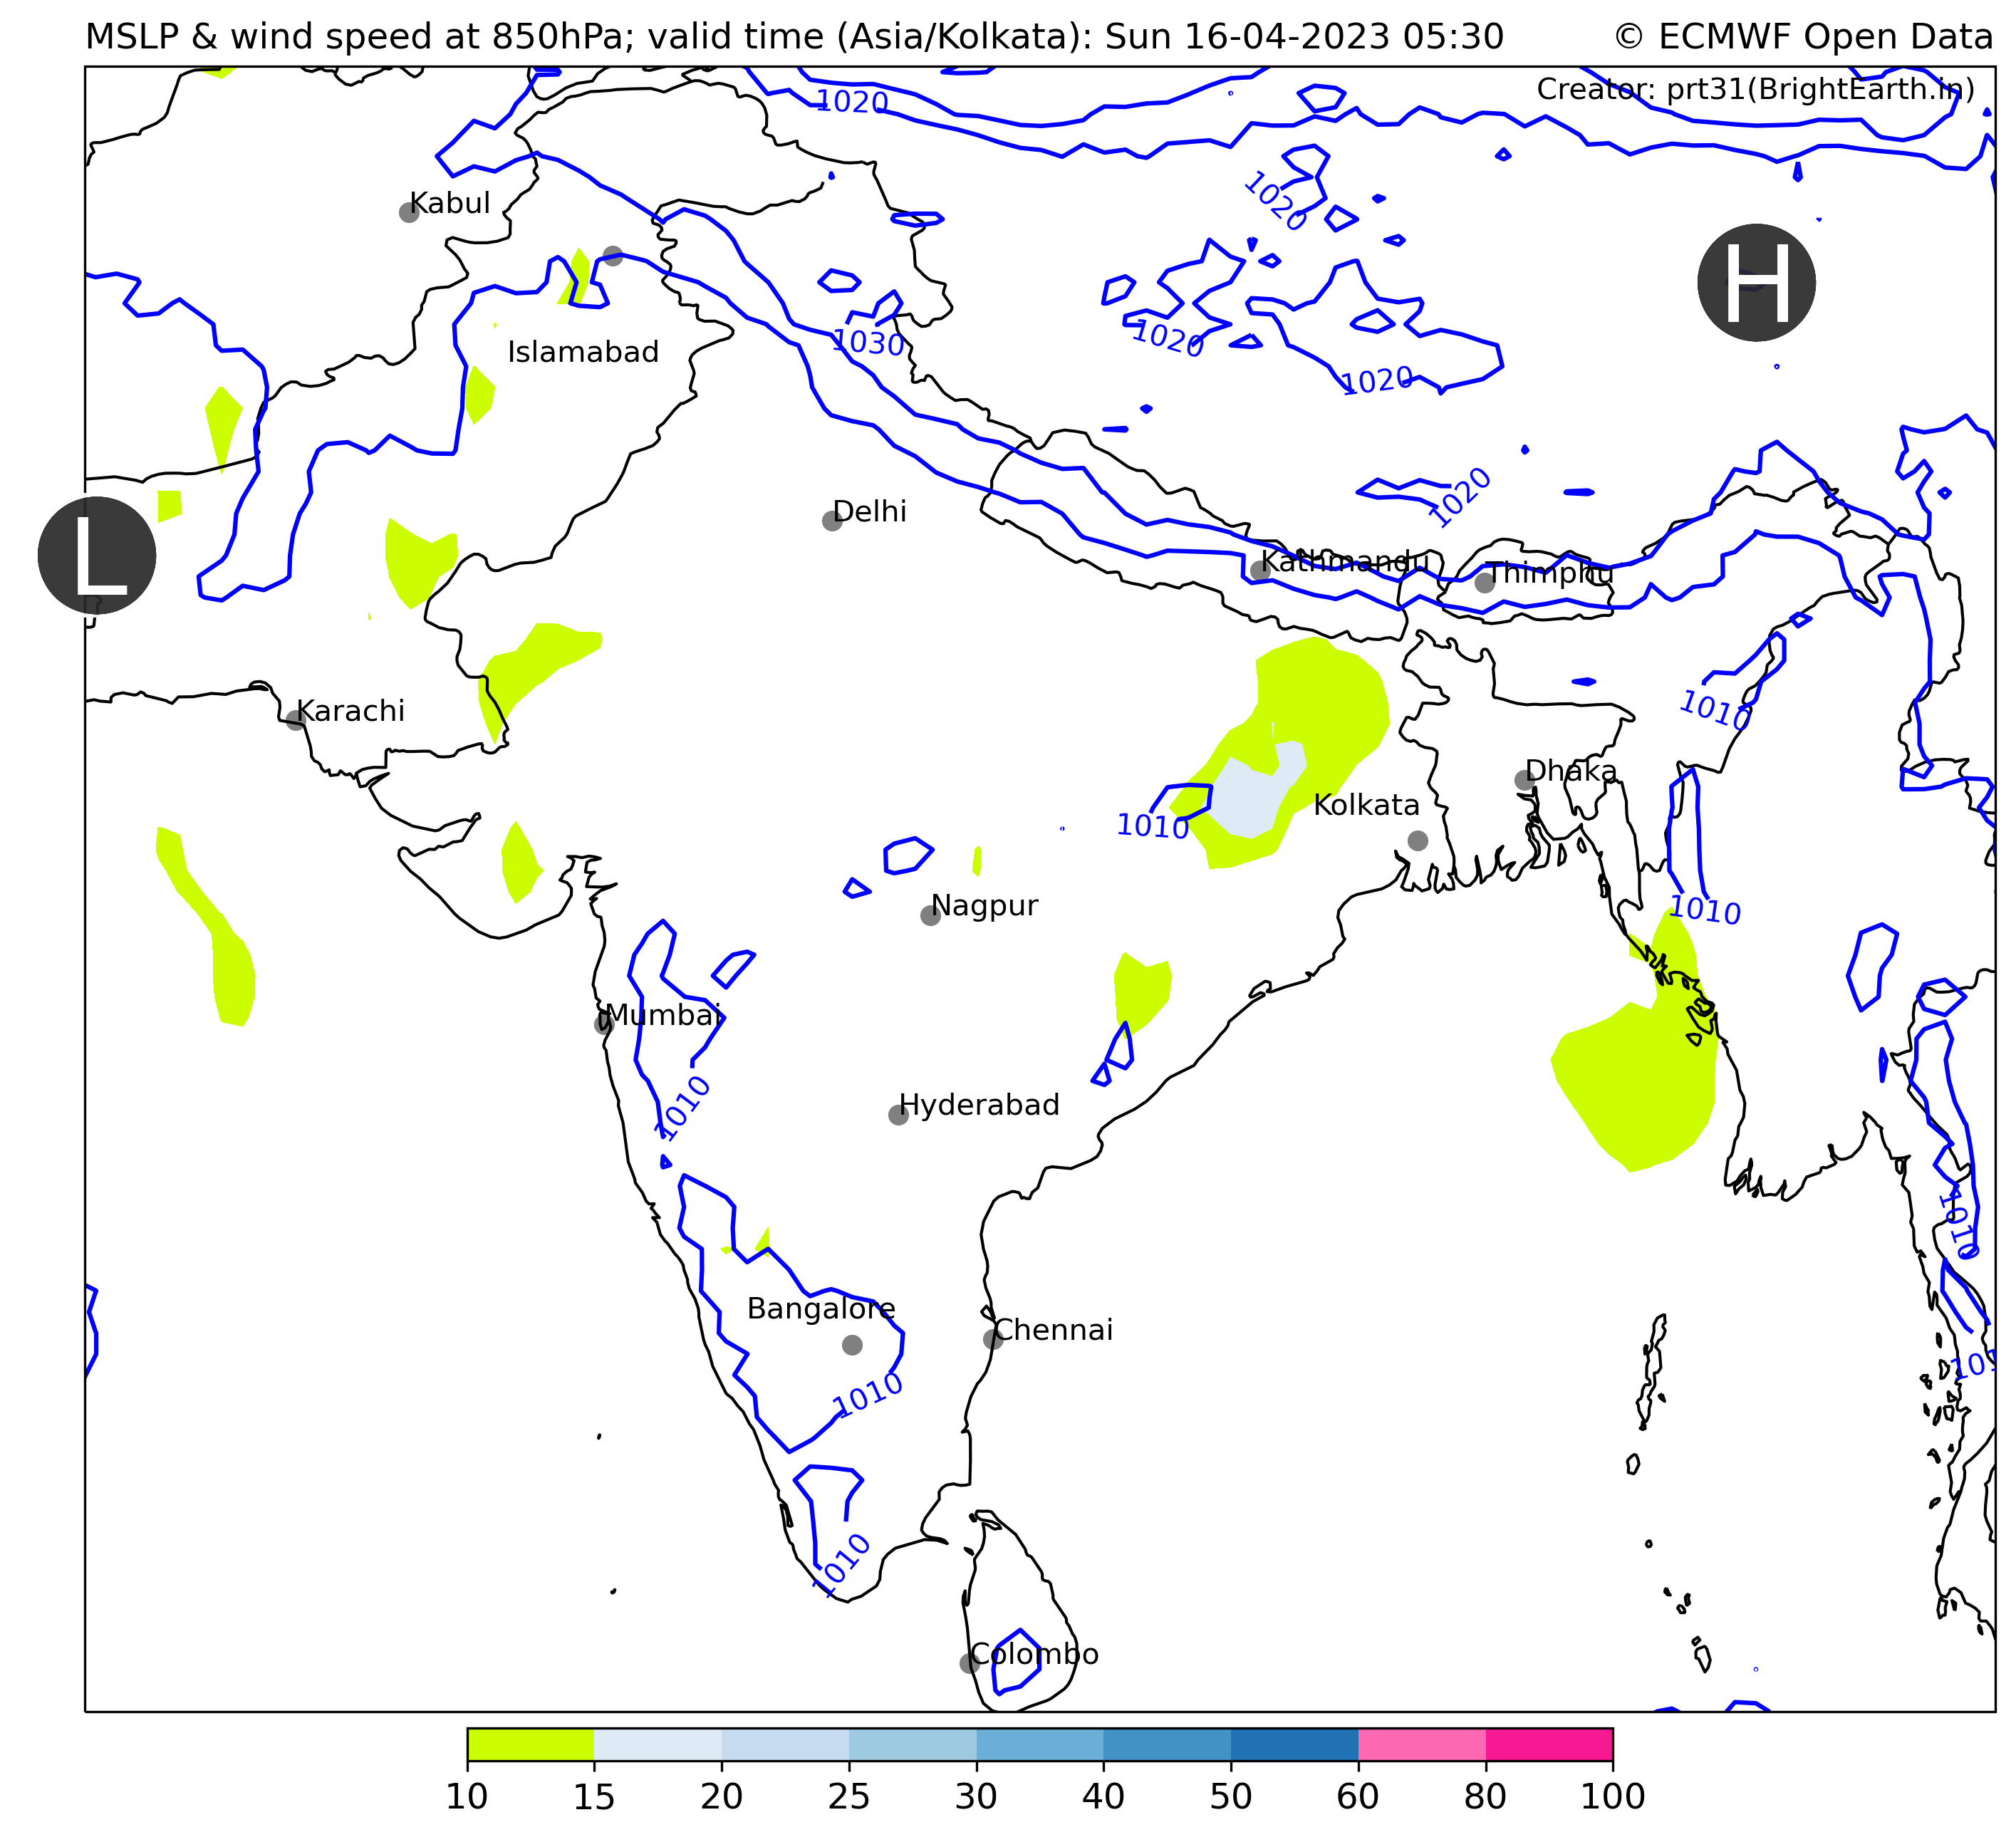 MSLP & wind speed at 850hPa; valid time (Asia/Kolkata): Sun 16-04-2023 05:30 © ECMWF Open Data
Creator: prt31(BrightEarth.in)
1020
1020
Kabul
H
1020
1030
Islamabad
1020
1020
Delhi
L
Kathmandu
Thimphu
Karachi
1010
Dhaka
Kolkata
1010
Nagpur
1010
Mumbai
1010
Hyderabad
1010
Bangalore
Chennai
1010
1010
Colombo
10 15 20 25 30 40 50 60 80 100